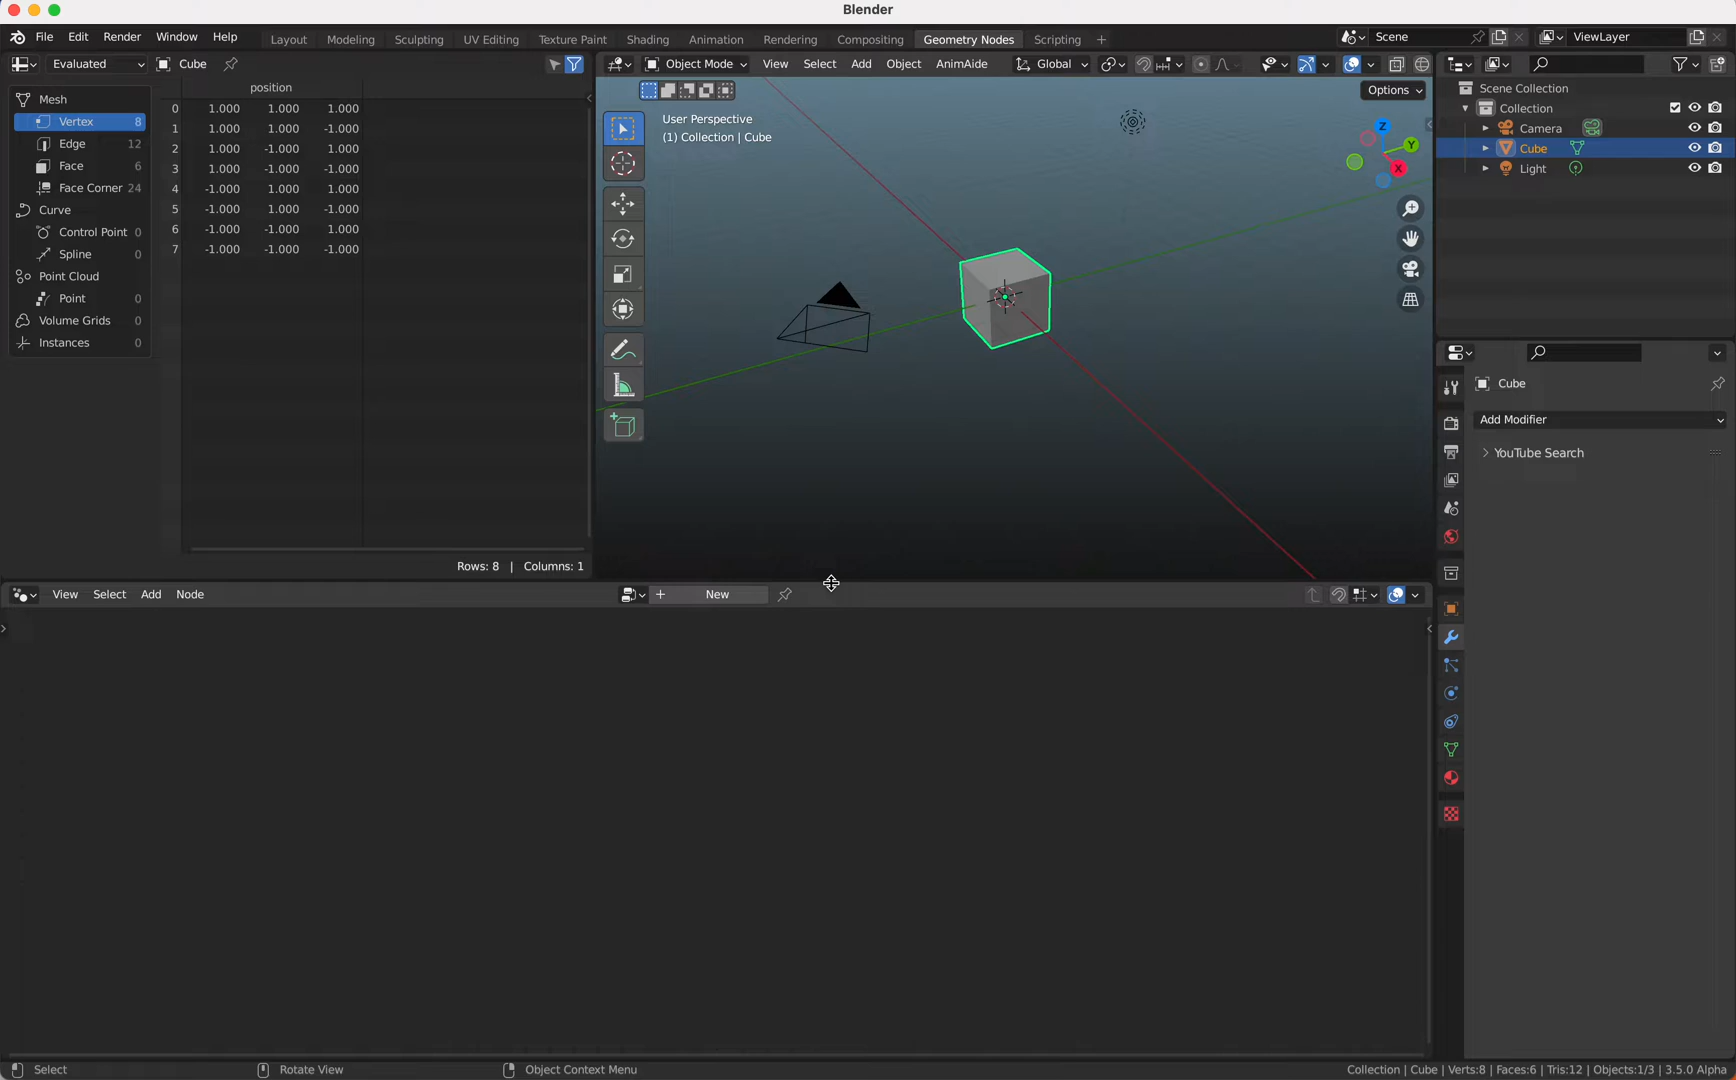 Blender
File Edit Render Window Help Layout Modeling Sculpting UV Editing Texture Paint Shading Animation Rendering Compositing Geometry Nodes Scripting + Scene ViewLayer
Evaluated Cube
position
Mesh
Vertex 8
Edge 12
Face 6
Face Corner 24
Curve
Control Point 0
Spline 0
Point Cloud
Point 0
Volume Grids
Instances 0
0 1.000 1.000 1.000
1 1.000 1.000 -1.000
2 1.000 -1.000 1.000
3 1.000 -1.000 -1.000
4 -1.000 1.000 1.000
5 -1.000 1.000 -1.000
6 -1.000 -1.000 1.000
7 -1.000 -1.000 -1.000
Rows: 8 | Columns: 1
Object Mode View Select Add Object AnimAide Global
Options
User Perspective
(1) Collection | Cube
Z
Y
X
Scene Collection
Collection
Camera
Cube
Light
Cube
Add Modifier
YouTube Search
View Select Add Node + New
Select Rotate View Object Context Menu Collection | Cube | Verts:8 | Faces:6 | Tris:12 | Objects:1/3 | 3.5.0 Alpha